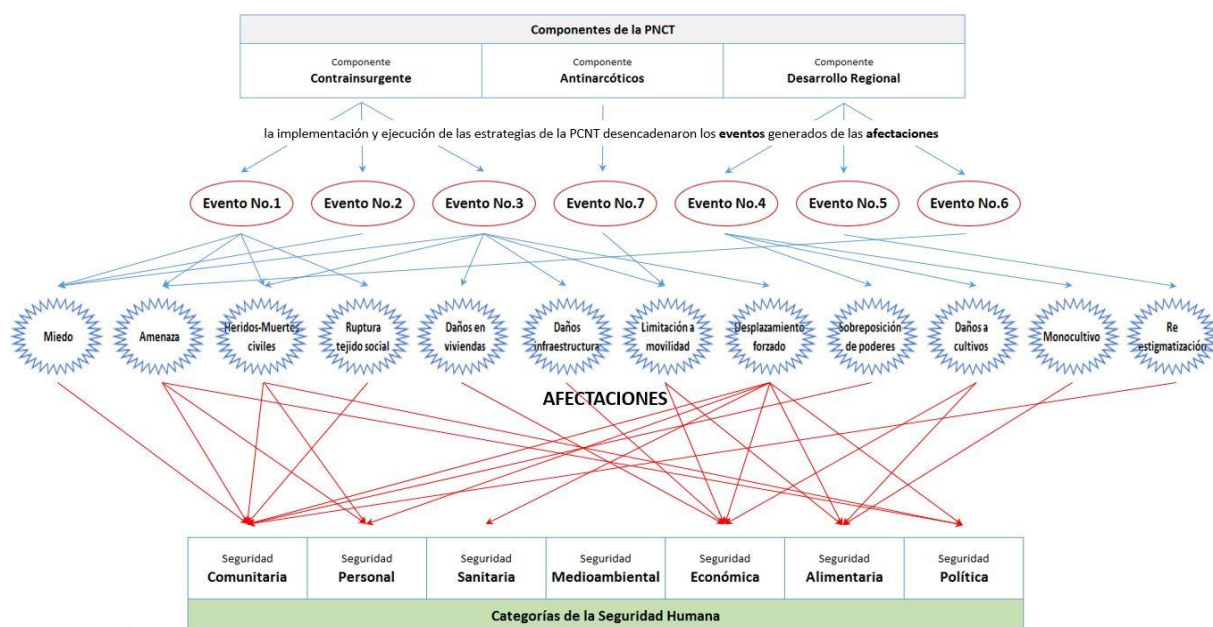 Componentes de la PNCT
Componente
Contrainsurgente
Componente
Antinarcóticos
Componente
Desarrollo Regional
la implementación y ejecución de las estrategias de la PCNT desencadenaron los eventos generados de las afectaciones
Evento No.1
Evento No.2
Evento No.3
Evento No.7
Evento No.4
Evento No.5
Evento No.6
Miedo
Amenaza
Heridos-Muertes
civiles
Ruptura
tejido social
Daños en
viviendas
Daños
infraestructura
Limitación a
movilidad
Desplazamiento
forzado
Sobreposición
de poderes
Daños a
cultivos
Monocultivo
Re
estigmatización
AFECTACIONES
Seguridad
Comunitaria
Seguridad
Personal
Seguridad
Sanitaria
Seguridad
Medioambiental
Seguridad
Económica
Seguridad
Alimentaria
Seguridad
Política
Categorías de la Seguridad Humana